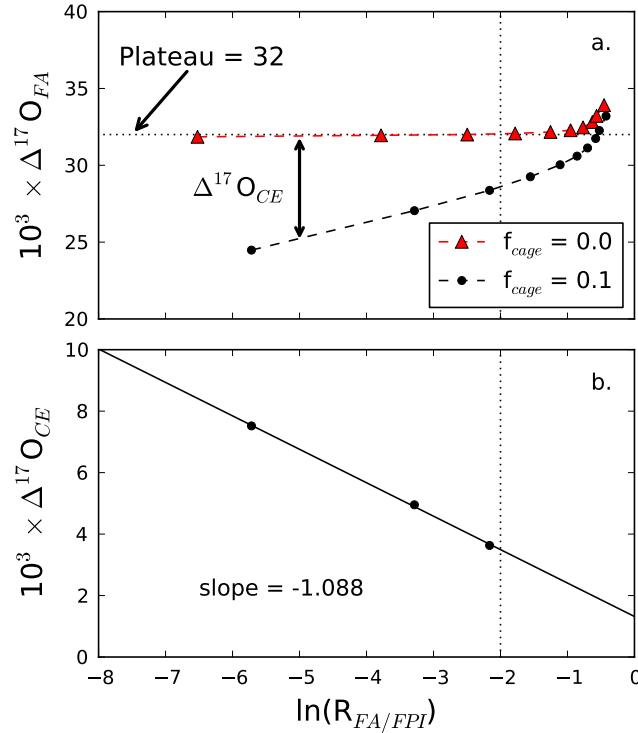 40
35
30
25
20
10³ × Δ¹⁷O_FA
a.
Plateau = 32
Δ¹⁷O_CE
f_cage = 0.0
f_cage = 0.1
10
8
6
4
2
0
10³ × Δ¹⁷O_CE
b.
slope = -1.088
−8 −7 −6 −5 −4 −3 −2 −1 0
ln(R_FA/FPI)